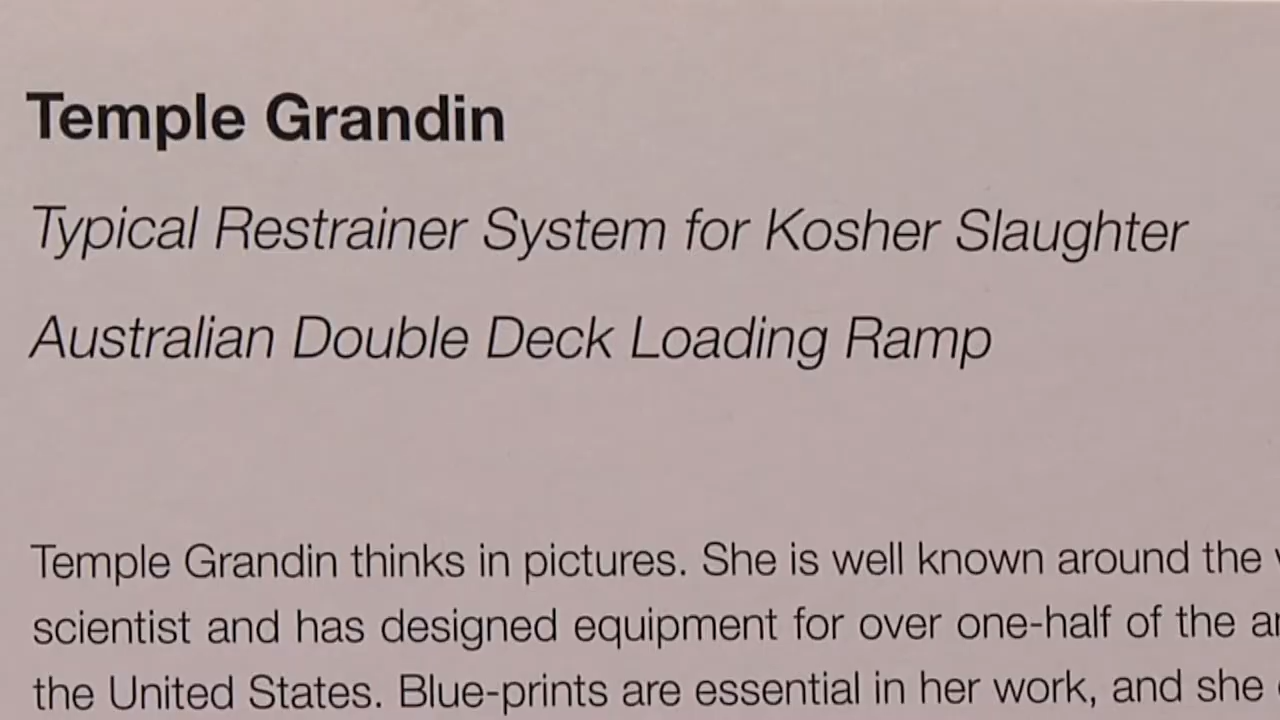 Temple Grandin
Typical Restrainer System for Kosher Slaughter
Australian Double Deck Loading Ramp
Temple Grandin thinks in pictures. She is well known around the
scientist and has designed equipment for over one-half of the
the United States. Blue-prints are essential in her work, and she